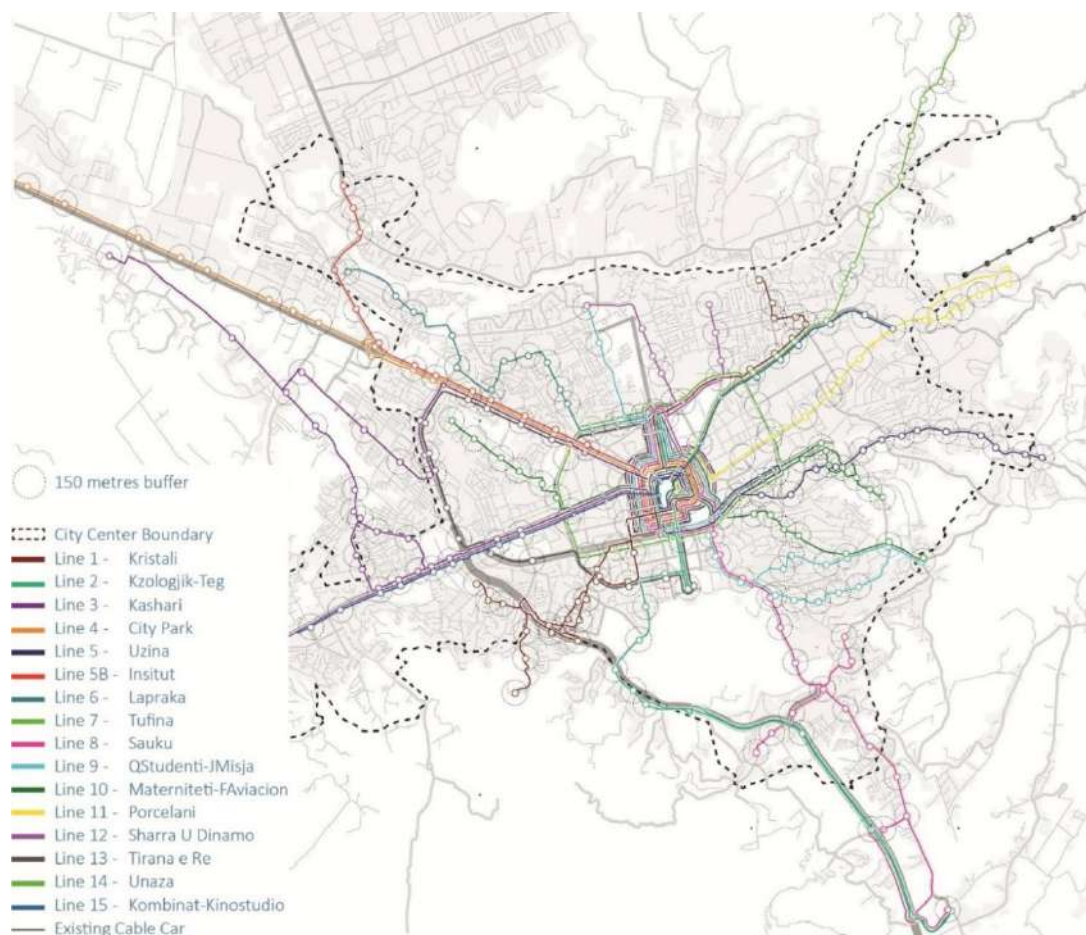 150 metres buffer
City Center Boundary
Line 1 - Kristali
Line 2 - Kzologjik-Teg
Line 3 - Kashari
Line 4 - City Park
Line 5 - Uzina
Line 5B - Insitut
Line 6 - Lapraka
Line 7 - Tufina
Line 8 - Sauku
Line 9 - QStudenti-JMisja
Line 10 - Materniteti-FAviacion
Line 11 - Porcelani
Line 12 - Sharra U Dinamo
Line 13 - Tirana e Re
Line 14 - Unaza
Line 15 - Kombinat-Kinostudio
Existing Cable Car